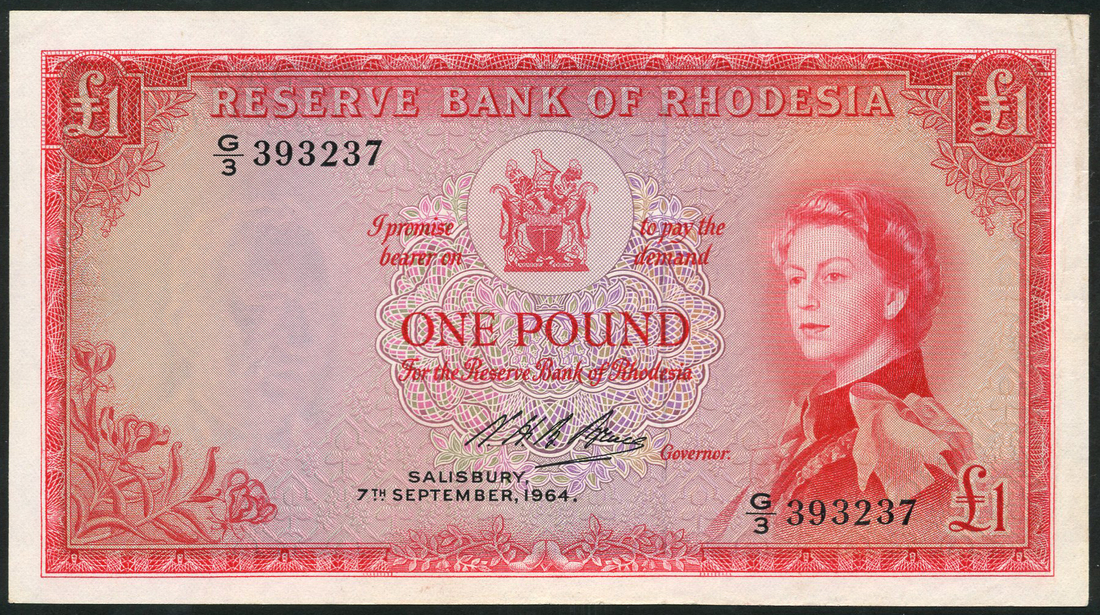 £1 RESERVE BANK OF RHODESIA £1
G/3 393237
I promise to pay the
bearer on demand
ONE POUND
For the Reserve Bank of Rhodesia
Governor.
SALISBURY,
7TH SEPTEMBER, 1964.
G/3 393237 £1